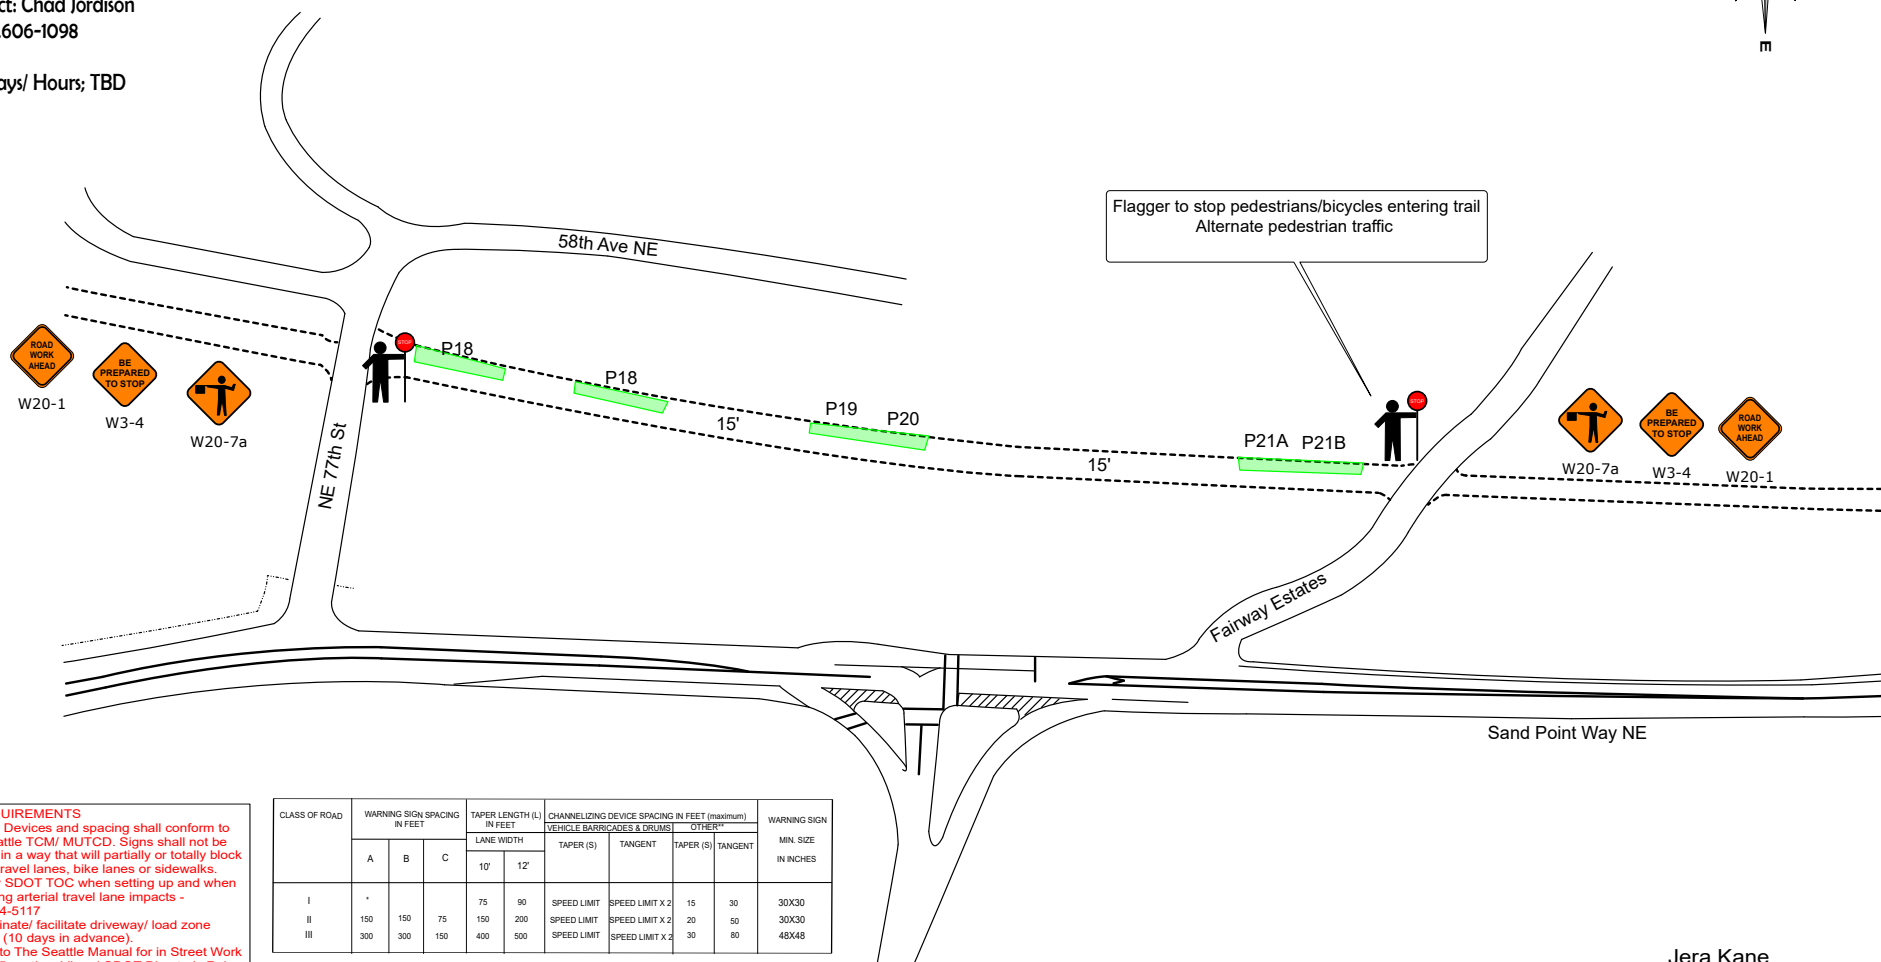 ct: Chad Jordison
.606-1098
ays/ Hours; TBD
E
Flagger to stop pedestrians/bicycles entering trail
Alternate pedestrian traffic
58th Ave NE
ROAD
WORK
AHEAD
W20-1
BE
PREPARED
TO STOP
W3-4
W20-7a
NE 77th St
STOP
P18
P18
15'
P19
P20
15'
P21A
P21B
STOP
W20-7a
BE
PREPARED
TO STOP
W3-4
ROAD
WORK
AHEAD
W20-1
Fairway Estates
Sand Point Way NE
UIREMENTS
Devices and spacing shall conform to
attle TCM/ MUTCD. Signs shall not be
in a way that will partially or totally block
travel lanes, bike lanes or sidewalks.
SDOT TOC when setting up and when
ng arterial travel lane impacts -
4-5117
inate/ facilitate driveway/ load zone
(10 days in advance).
to The Seattle Manual for in Street Work
CLASS OF ROAD
WARNING SIGN SPACING
IN FEET
A B C
TAPER LENGTH (L)
IN FEET
LANE WIDTH
10' 12'
CHANNELIZING DEVICE SPACING IN FEET (maximum)
VEHICLE BARRICADES & DRUMS OTHER**
TAPER (S) TANGENT TAPER (S) TANGENT
WARNING SIGN
MIN. SIZE
IN INCHES
I * 75 90 SPEED LIMIT SPEED LIMIT X 2 15 30 30X30
II 150 150 75 150 200 SPEED LIMIT SPEED LIMIT X 2 20 50 30X30
III 300 300 150 400 500 SPEED LIMIT SPEED LIMIT X 2 30 80 48X48
Jera Kane